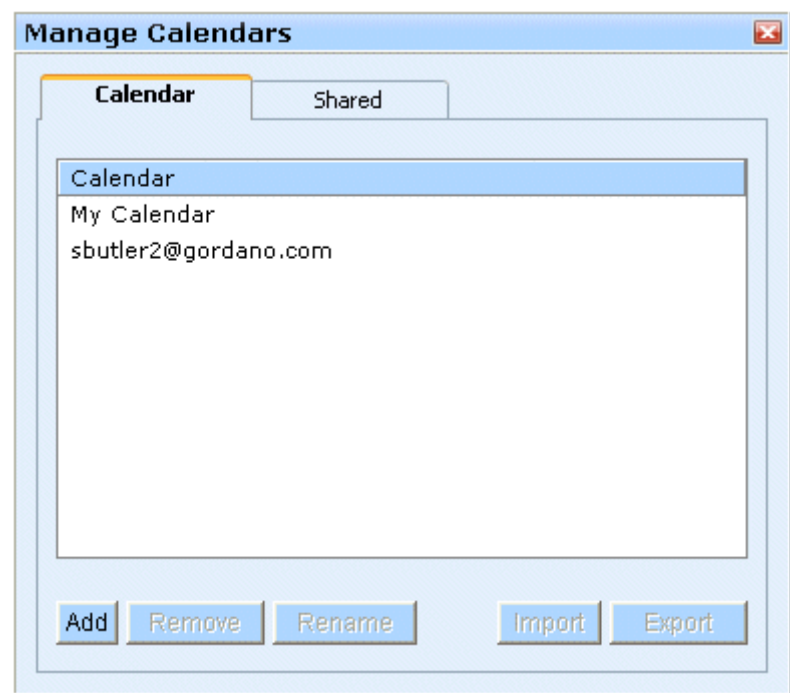 Manage Calendars
Calendar Shared
Calendar
My Calendar
sbutler2@gordano.com
Add Remove Rename Import Export